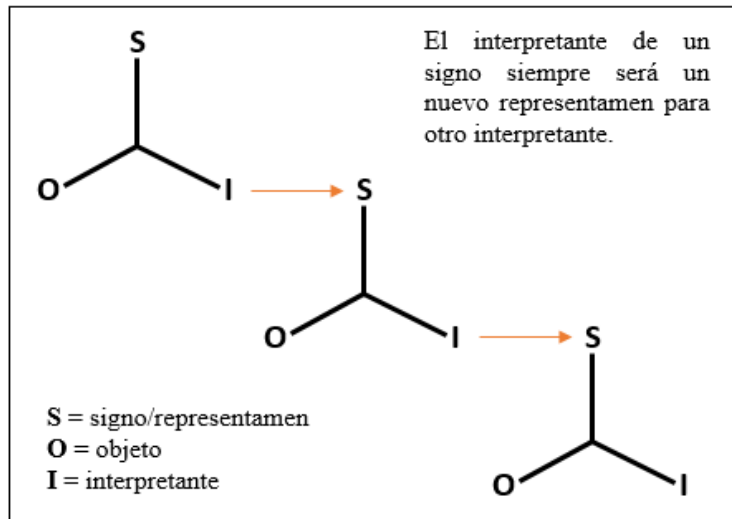 S
El interpretante de un
signo siempre será un
nuevo representamen para
otro interpretante.
O
I
S
O
I
S
S = signo/representamen
O = objeto
I = interpretante
O
I